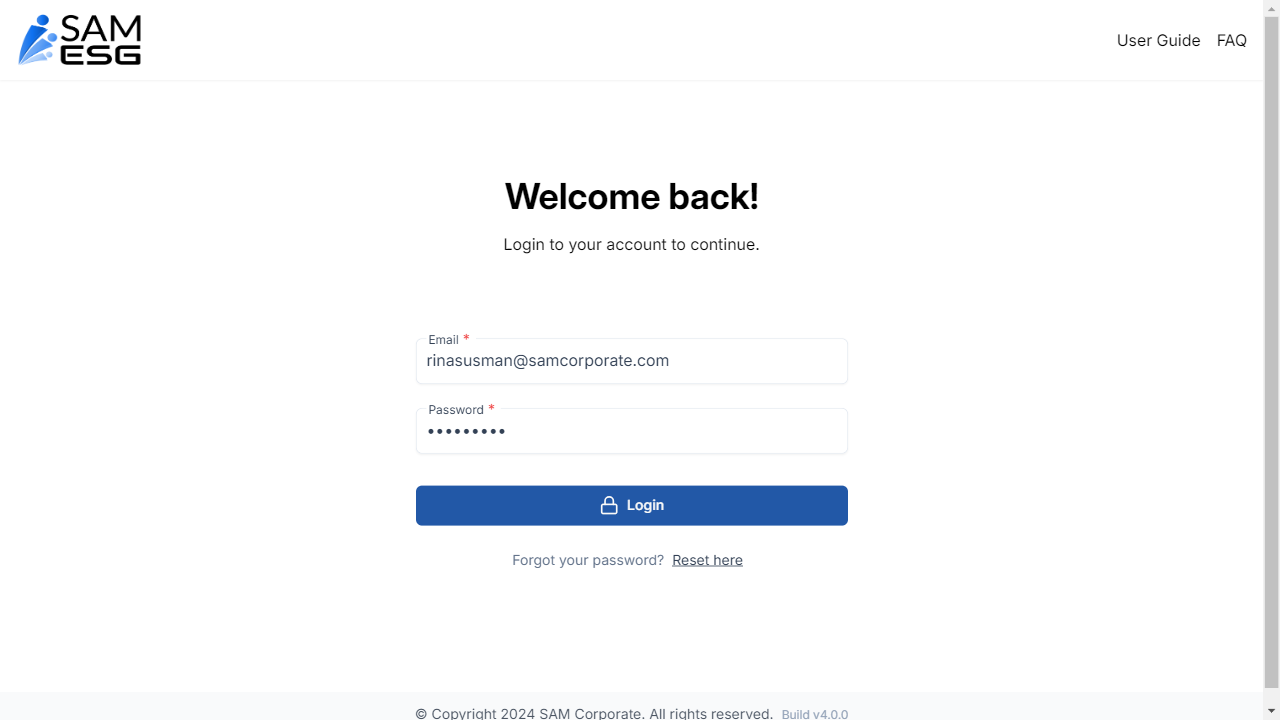 SAM
ESG
User Guide FAQ
Welcome back!
Login to your account to continue.
Email *
rinasusman@samcorporate.com
Password *
•••••••••
Login
Forgot your password? Reset here
© Copyright 2024 SAM Corporate. All rights reserved. Build v4.0.0